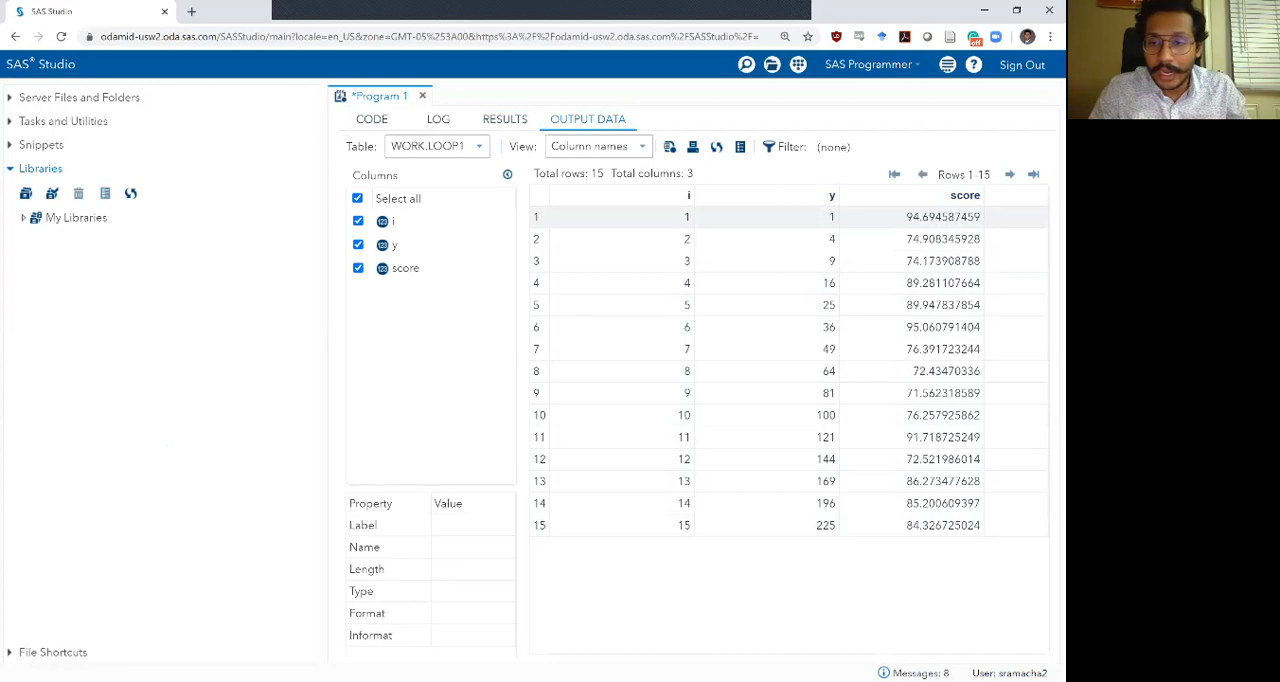 SAS Studio
odamid-usw2.oda.sas.com/SASStudio/main?locale=en_US&zone=GMT-05%253A00&https%3A%2F%2Fodamid-usw2.oda.sas.com%2FSASStudio%2F=
off
SAS® Studio
SAS Programmer
Sign Out
Server Files and Folders
Tasks and Utilities
Snippets
Libraries
My Libraries
File Shortcuts
*Program 1
CODE LOG RESULTS OUTPUT DATA
Table: WORK.LOOP1 View: Column names Filter: (none)
Columns
Select all
123 i
123 y
123 score
Property Value
Label
Name
Length
Type
Format
Informat
Total rows: 15 Total columns: 3 Rows 1-15
i y score
1 1 1 94.694587459
2 2 4 74.908345928
3 3 9 74.173908788
4 4 16 89.281107664
5 5 25 89.947837854
6 6 36 95.060791404
7 7 49 76.391723244
8 8 64 72.43470336
9 9 81 71.562318589
10 10 100 76.257925862
11 11 121 91.718725249
12 12 144 72.521986014
13 13 169 86.273477628
14 14 196 85.200609397
15 15 225 84.326725024
Messages: 8 User: sramacha2